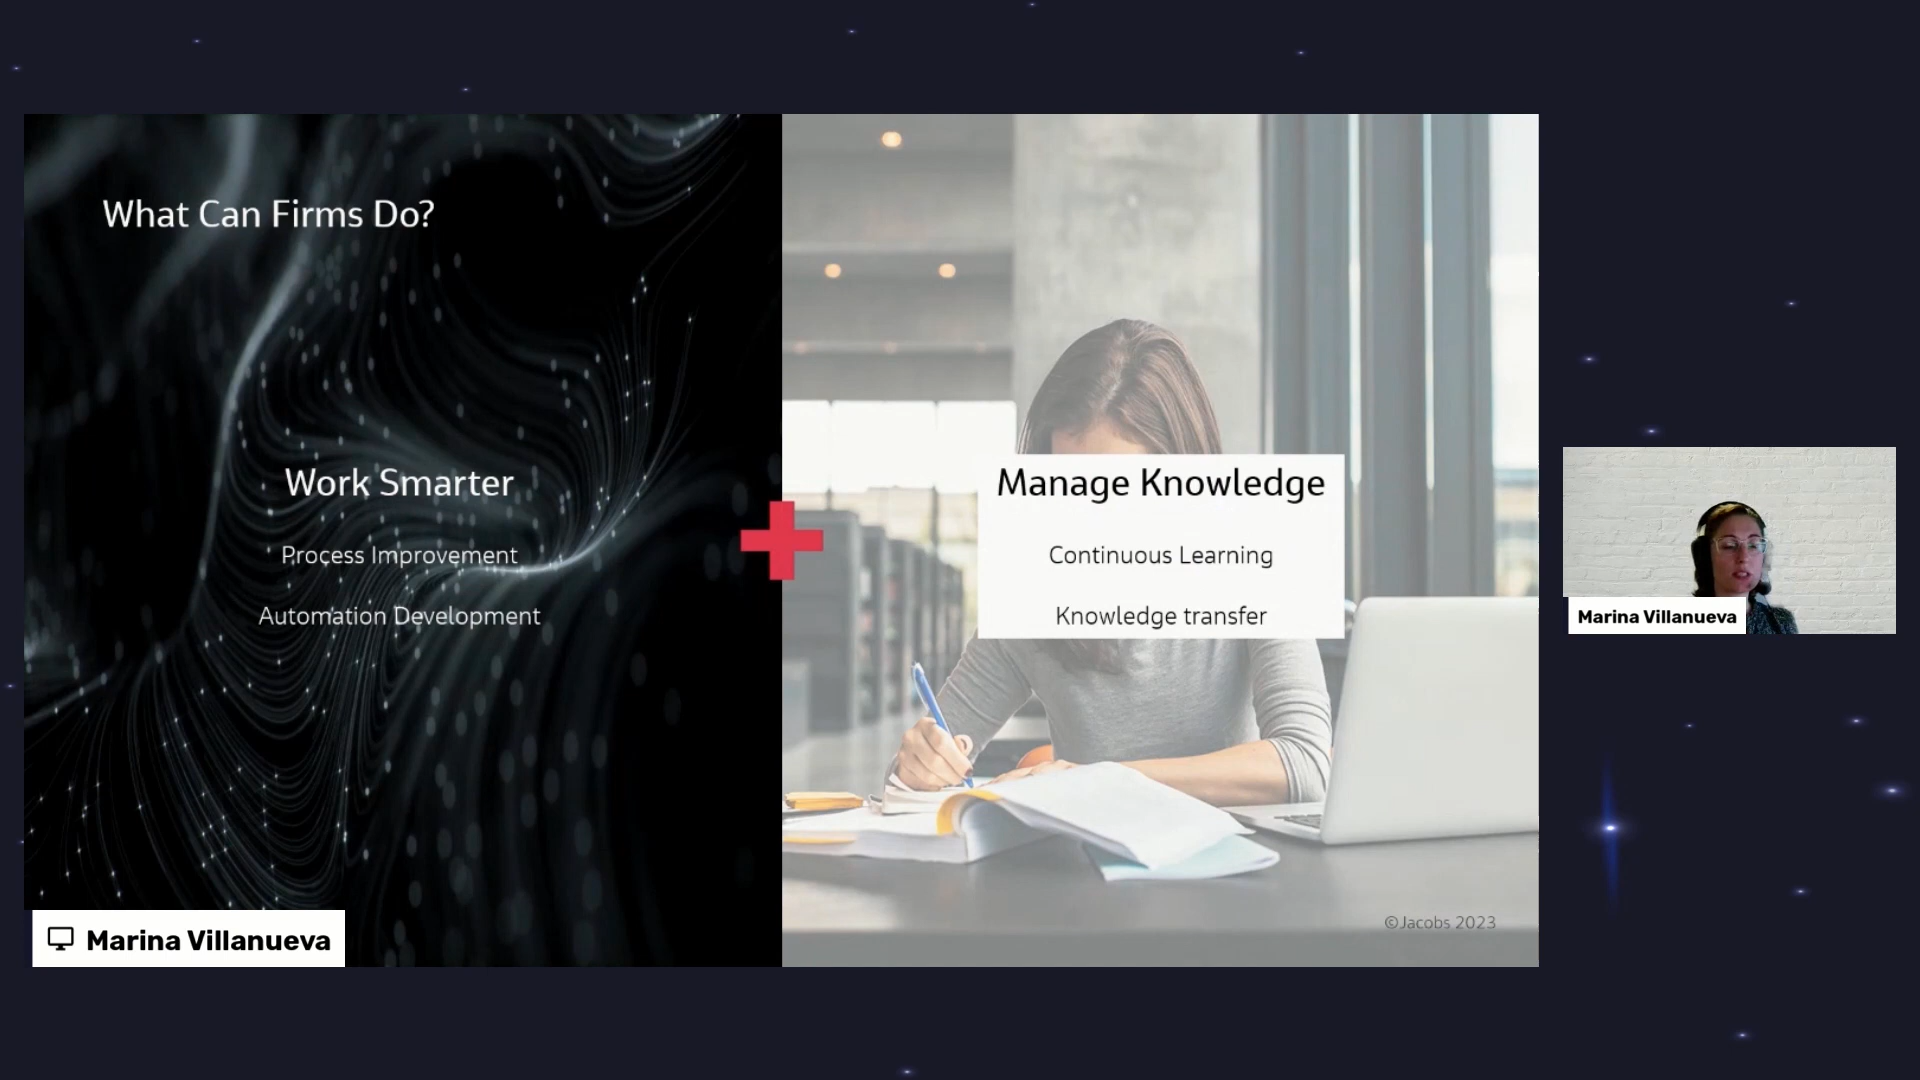 What Can Firms Do?
Work Smarter
Process Improvement
Automation Development
Manage Knowledge
Continuous Learning
Knowledge transfer
©Jacobs 2023
Marina Villanueva
Marina Villanueva